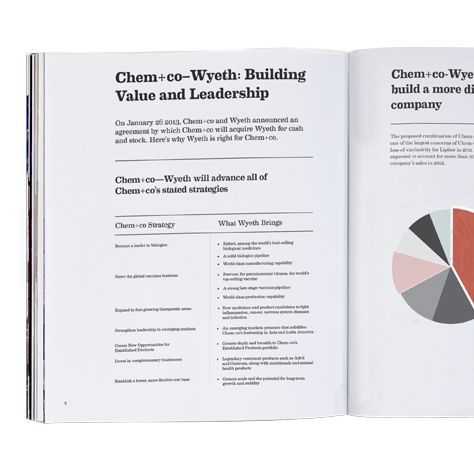 Chem+co–Wyeth: Building
Value and Leadership
On January 26 2013, Chem+co and Wyeth announced an
agreement by which Chem+co will acquire Wyeth for cash
and stock. Here's why Wyeth is right for Chem+co.
Chem+co—Wyeth will advance all of
Chem+co's stated strategies
Chem+co Strategy
What Wyeth Brings
Become a leader in biologics
• Enbrel, among the world's best-selling
biological medicines
• A solid biologics pipeline
• World-class manufacturing capability
Enter the global vaccines business
• Prevnar, for pneumococcal viruses, the world's
top-selling vaccine
• A strong late-stage vaccines pipeline
• World-class production capability
Expand in fast-growing therapeutic areas
• New medicines and product candidates to fight
inflammation, cancer, nervous system diseases
and infection
Strengthen leadership in emerging markets
• An emerging markets presence that solidifies
Chem+co's leadership in Asia and Latin America
Create New Opportunities for
Established Products
• Greater depth and breadth to Chem+co's
Established Products portfolio
Invest in complementary businesses
• Legendary consumer products such as Advil
and Centrum, along with nutritionals and animal
health products
Establish a lower, more flexible cost base
• Greater scale and the potential for long-term
growth and stability
Chem+co-Wye
build a more di
company
The proposed combination of Chem
one of the largest concerns of Chem
loss of exclusivity for Lipitor in 2011.
expected to account for more than
company's sales in 2012.